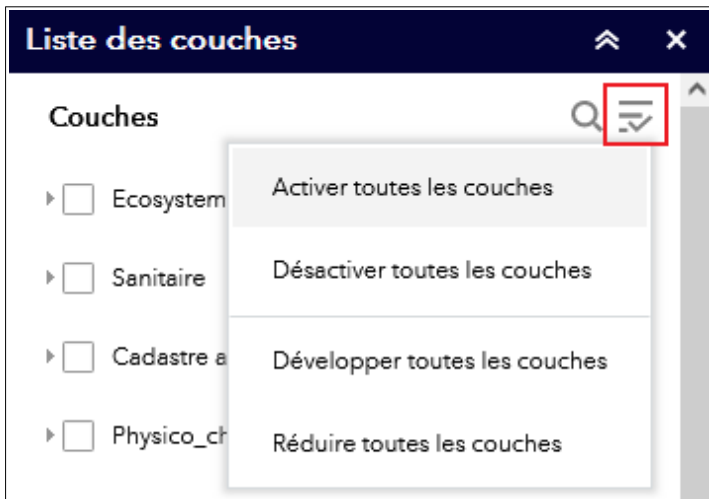 Liste des couches
Couches
Activer toutes les couches
Ecosystem
Désactiver toutes les couches
Sanitaire
Développer toutes les couches
Cadastre a
Réduire toutes les couches
Physico_ch